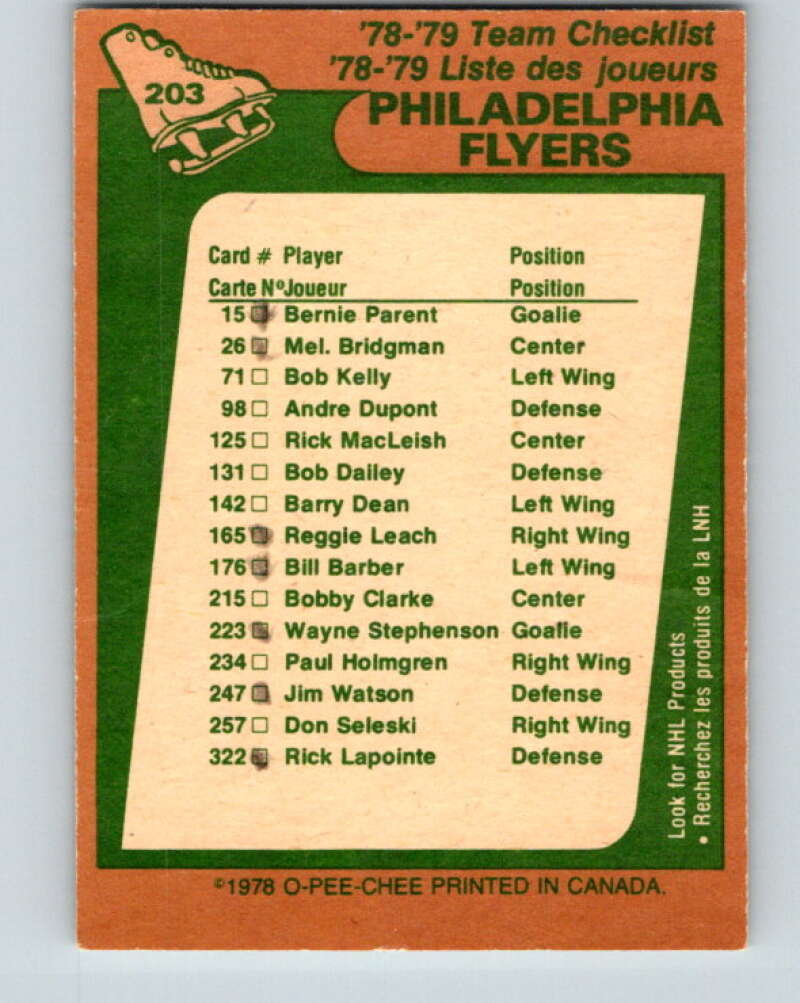 '78-'79 Team Checklist
'78-'79 Liste des joueurs
203
PHILADELPHIA
FLYERS
Card # Player Position
Carte Nº Joueur Position
15 Bernie Parent Goalie
26 Mel. Bridgman Center
71 Bob Kelly Left Wing
98 Andre Dupont Defense
125 Rick MacLeish Center
131 Bob Dailey Defense
142 Barry Dean Left Wing
165 Reggie Leach Right Wing
176 Bill Barber Left Wing
215 Bobby Clarke Center
223 Wayne Stephenson Goalie
234 Paul Holmgren Right Wing
247 Jim Watson Defense
257 Don Seleski Right Wing
322 Rick Lapointe Defense
Look for NHL Products
• Recherchez les produits de la LNH
©1978 O-PEE-CHEE PRINTED IN CANADA.